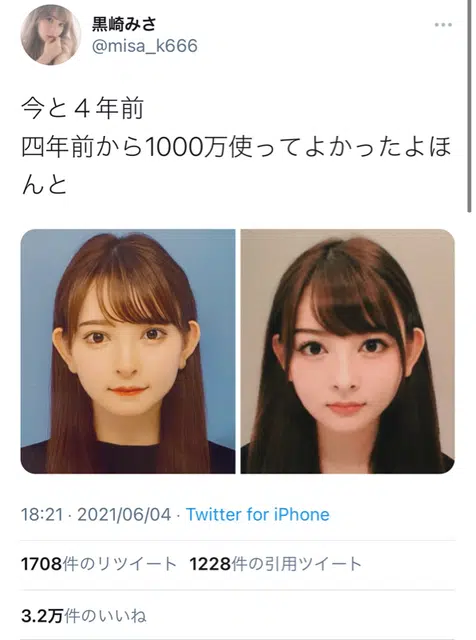 黒崎みさ
@misa_k666
今と４年前
四年前から1000万使ってよかったよほ
んと
18:21 · 2021/06/04 · Twitter for iPhone
1708件のリツイート 1228件の引用ツイート
3.2万件のいいね